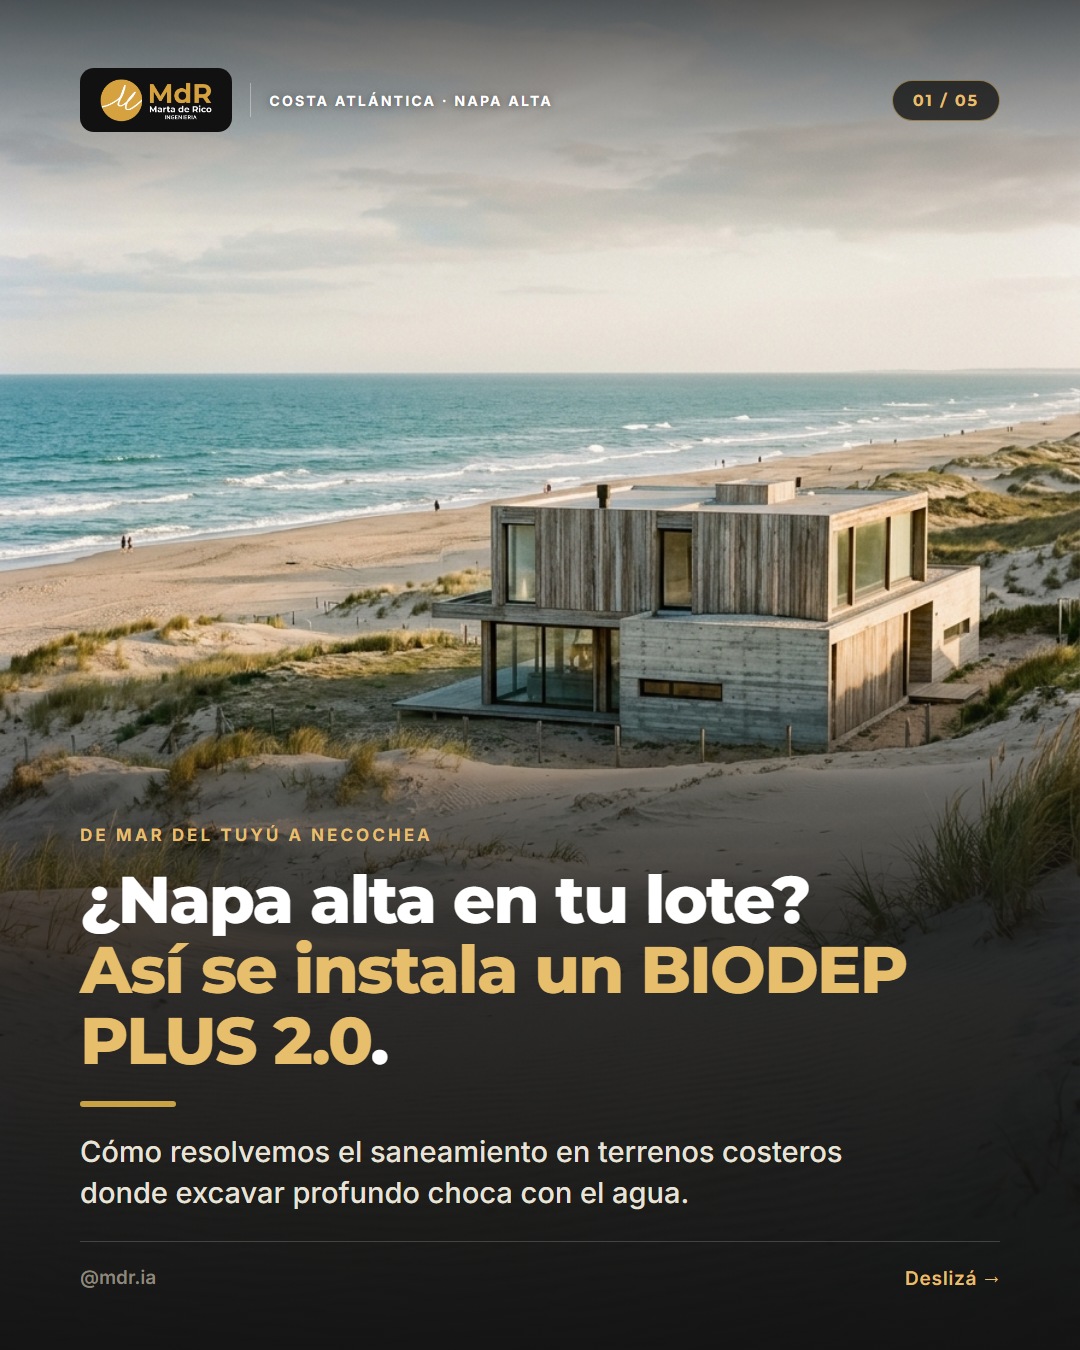 MdR
Marta de Rico
INGENIERIA
COSTA ATLÁNTICA · NAPA ALTA
01 / 05
DE MAR DEL TUYÚ A NECOCHEA
¿Napa alta en tu lote?
Así se instala un BIODEP
PLUS 2.0.
Cómo resolvemos el saneamiento en terrenos costeros
donde excavar profundo choca con el agua.
@mdr.ia
Deslizá →